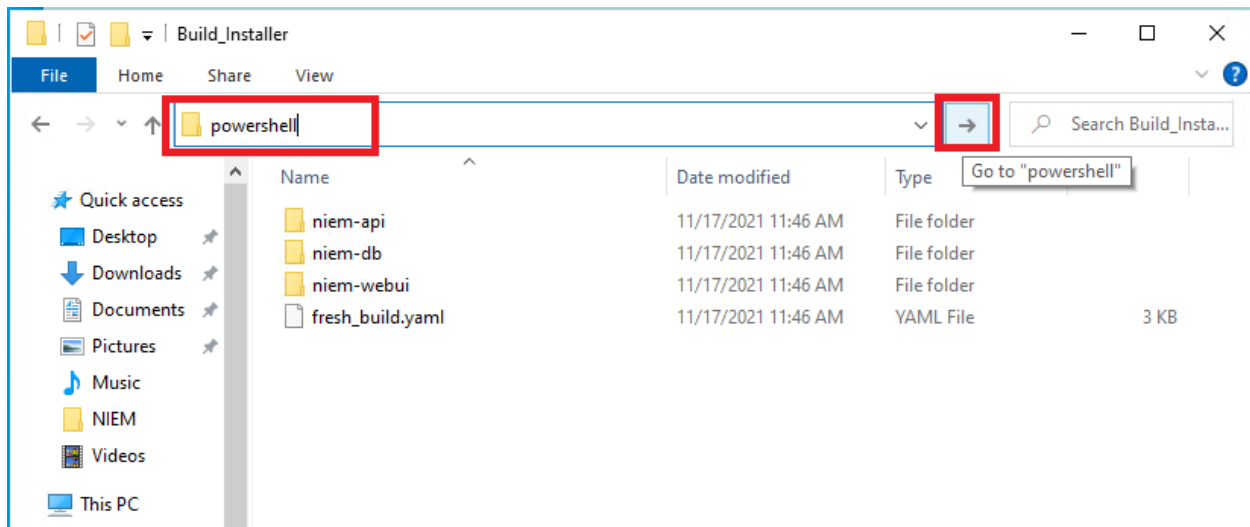 Build_Installer
File Home Share View
powershell
Search Build_Insta...
Go to "powershell"
Name Date modified Type
Quick access
Desktop
Downloads
Documents
Pictures
Music
NIEM
Videos
This PC
niem-api 11/17/2021 11:46 AM File folder
niem-db 11/17/2021 11:46 AM File folder
niem-webui 11/17/2021 11:46 AM File folder
fresh_build.yaml 11/17/2021 11:46 AM YAML File 3 KB